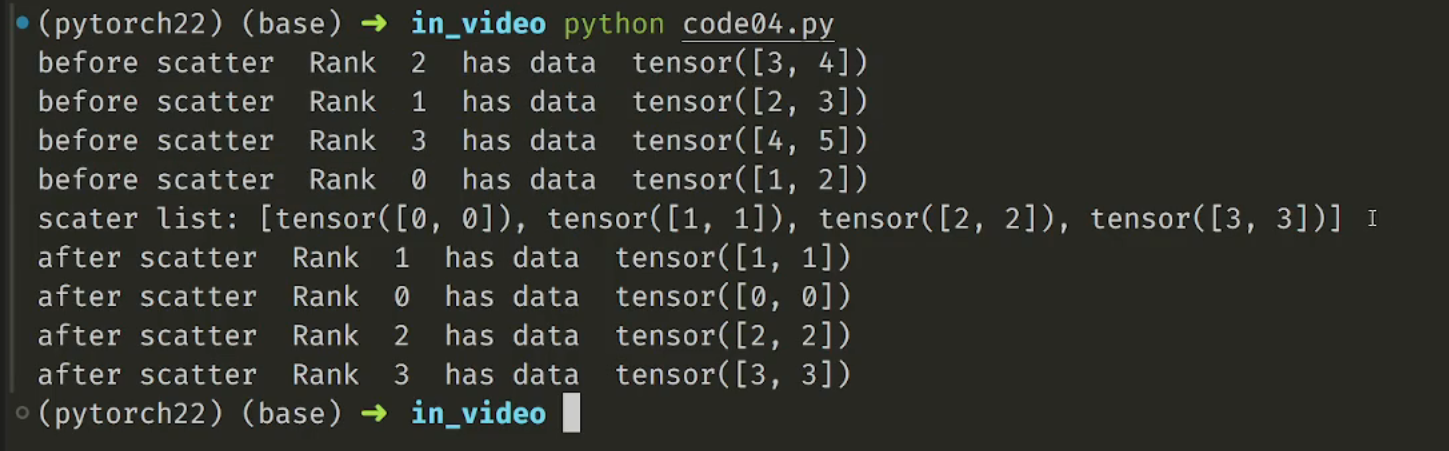 (pytorch22) (base) ➜ in_video python code04.py
before scatter  Rank  2  has data  tensor([3, 4])
before scatter  Rank  1  has data  tensor([2, 3])
before scatter  Rank  3  has data  tensor([4, 5])
before scatter  Rank  0  has data  tensor([1, 2])
scater list: [tensor([0, 0]), tensor([1, 1]), tensor([2, 2]), tensor([3, 3])]
after scatter  Rank  1  has data  tensor([1, 1])
after scatter  Rank  0  has data  tensor([0, 0])
after scatter  Rank  2  has data  tensor([2, 2])
after scatter  Rank  3  has data  tensor([3, 3])
(pytorch22) (base) ➜ in_video